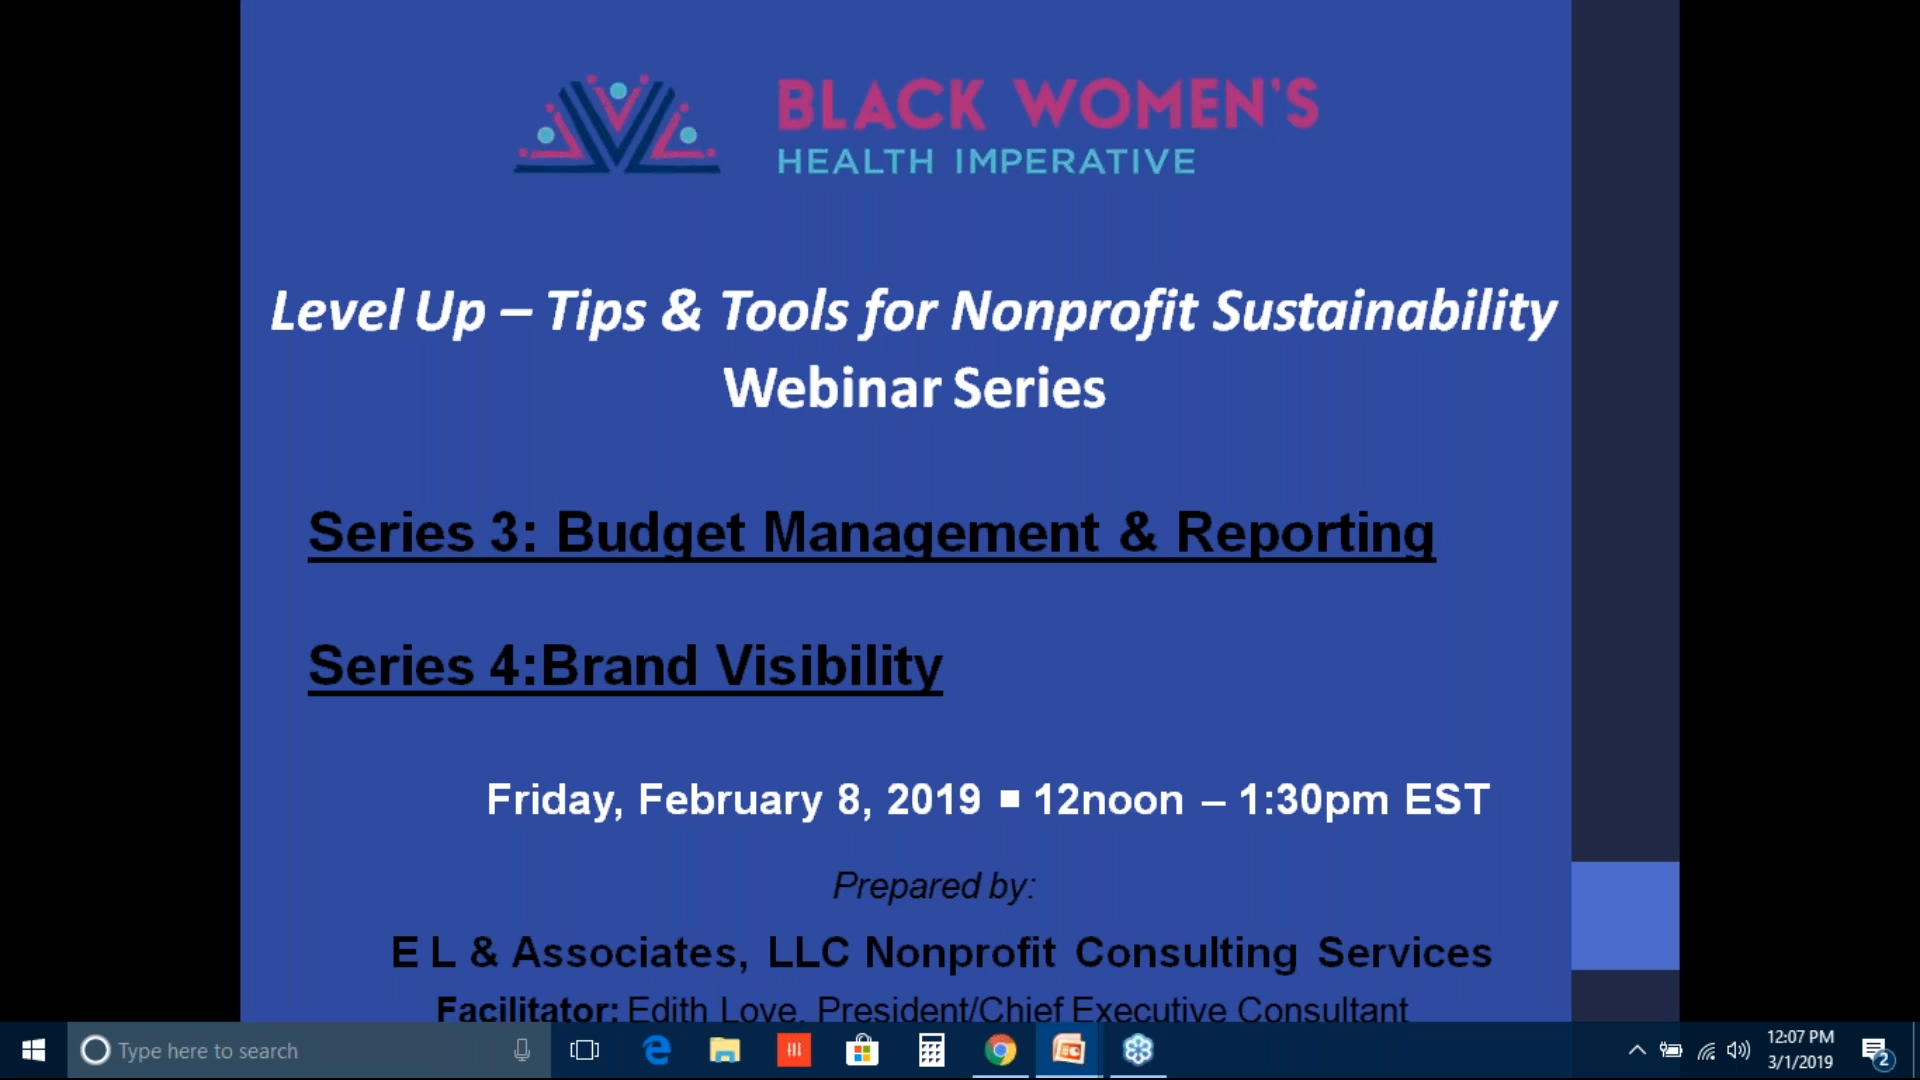 BLACK WOMEN'S
HEALTH IMPERATIVE
Level Up – Tips & Tools for Nonprofit Sustainability
Webinar Series
Series 3: Budget Management & Reporting
Series 4:Brand Visibility
Friday, February 8, 2019 ▪ 12noon – 1:30pm EST
Prepared by:
E L & Associates, LLC Nonprofit Consulting Services
Facilitator: Edith Love, President/Chief Executive Consultant
Type here to search
12:07 PM
3/1/2019
2